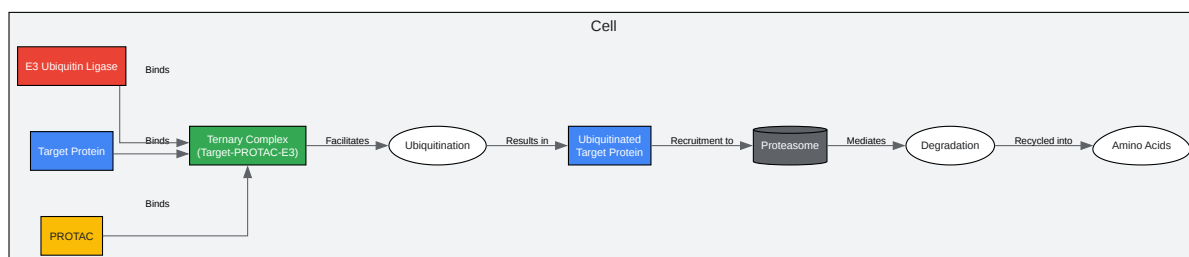 Cell
E3 Ubiquitin Ligase
Binds
Target Protein
Binds
Ternary Complex
(Target-PROTAC-E3)
Facilitates
Ubiquitination
Results in
Ubiquitinated
Target Protein
Recruitment to
Proteasome
Mediates
Degradation
Recycled into
Amino Acids
Binds
PROTAC